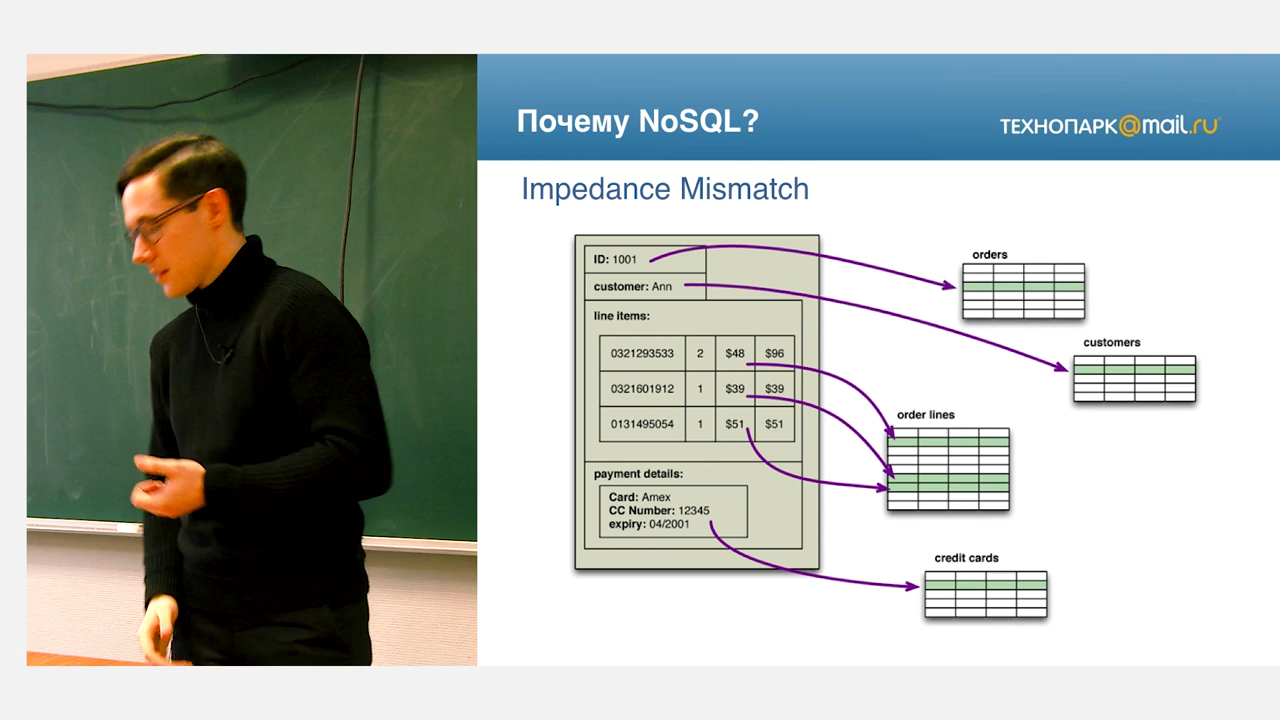 Почему NoSQL?
ТЕХНОПАРК@mail.ru
Impedance Mismatch
ID: 1001
customer: Ann
line items:
0321293533 2 $48 $96
0321601912 1 $39 $39
0131495054 1 $51 $51
payment details:
Card: Amex
CC Number: 12345
expiry: 04/2001
orders
customers
order lines
credit cards